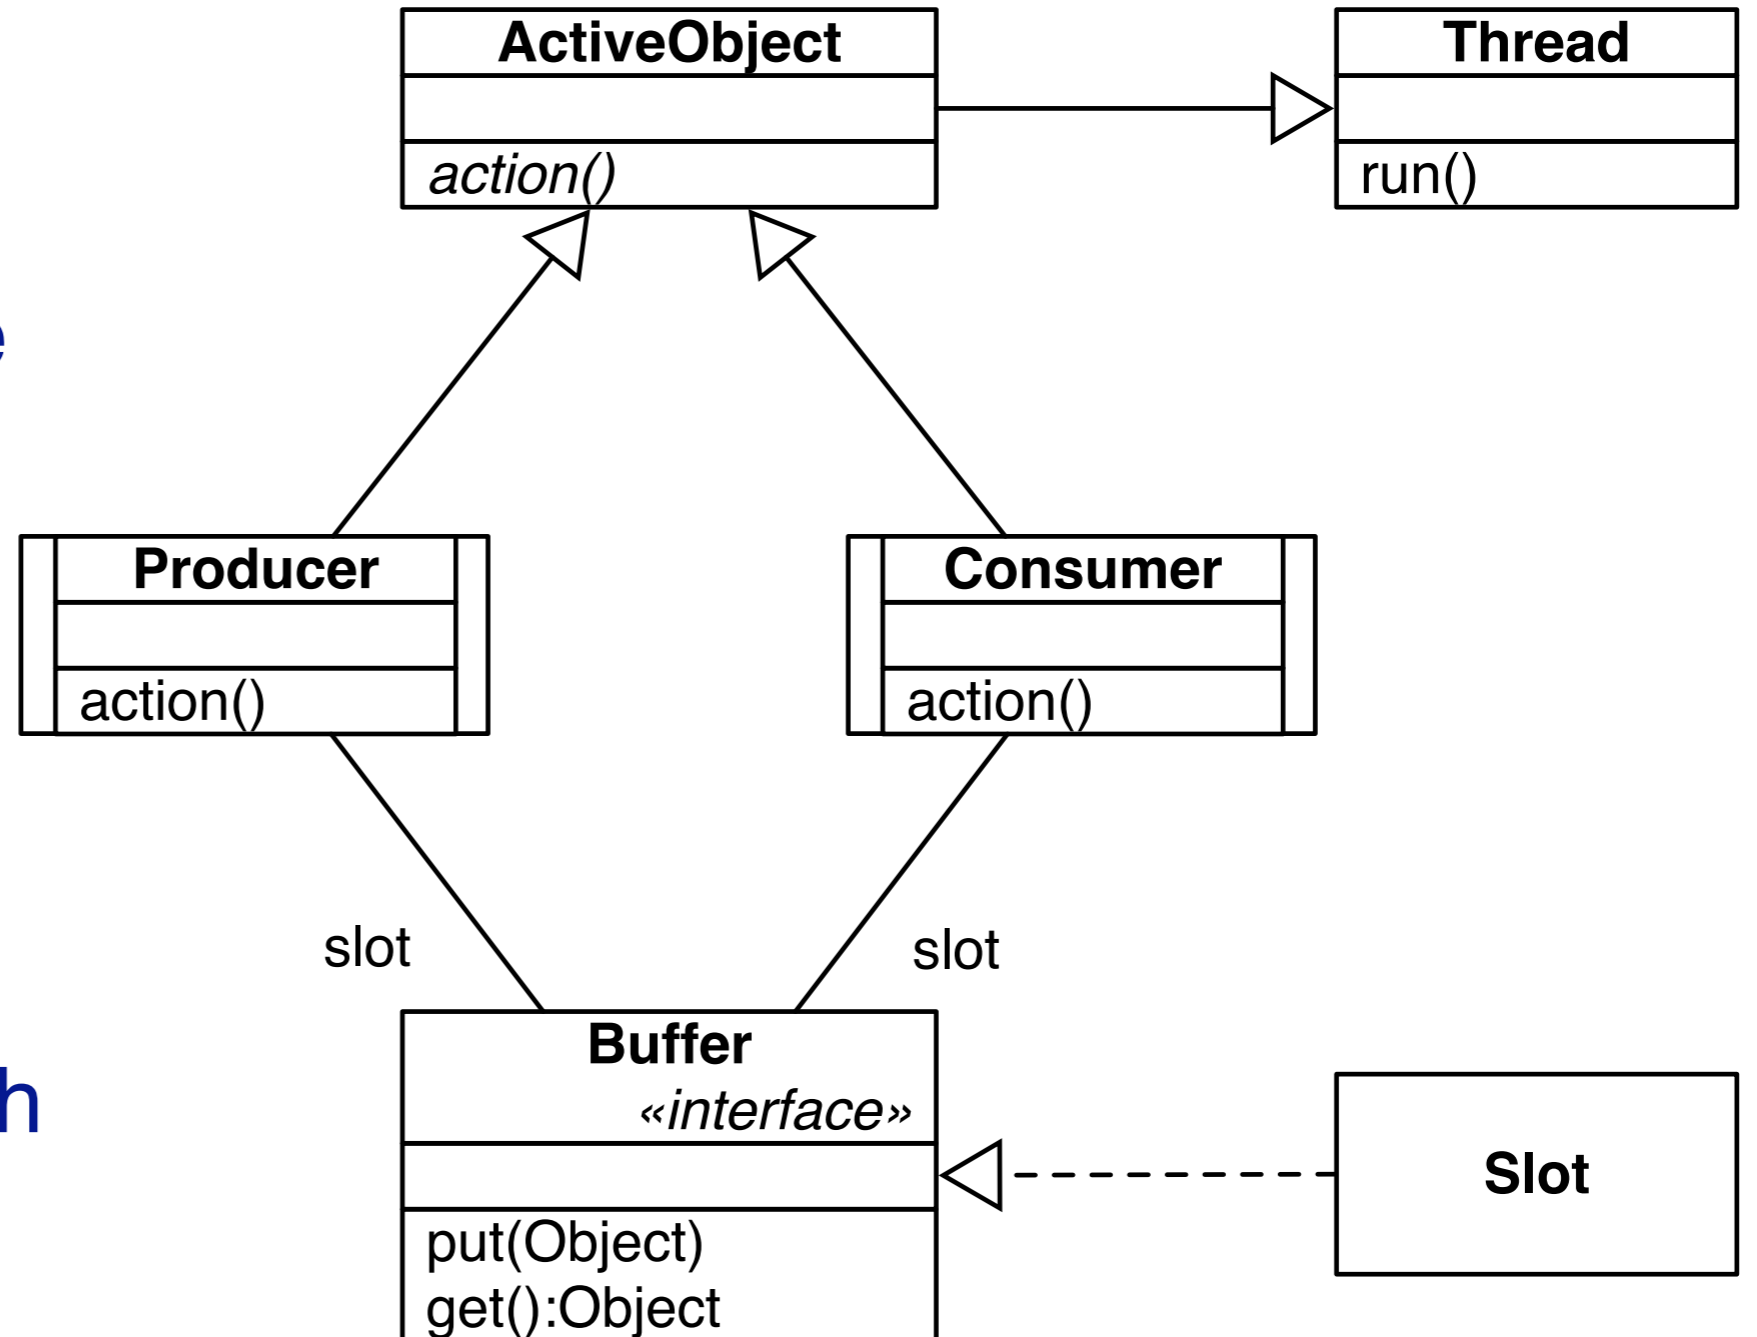 ActiveObject
action()
Thread
run()
e
Producer
action()
Consumer
action()
slot
slot
h
Buffer
«interface»
put(Object)
get():Object
Slot